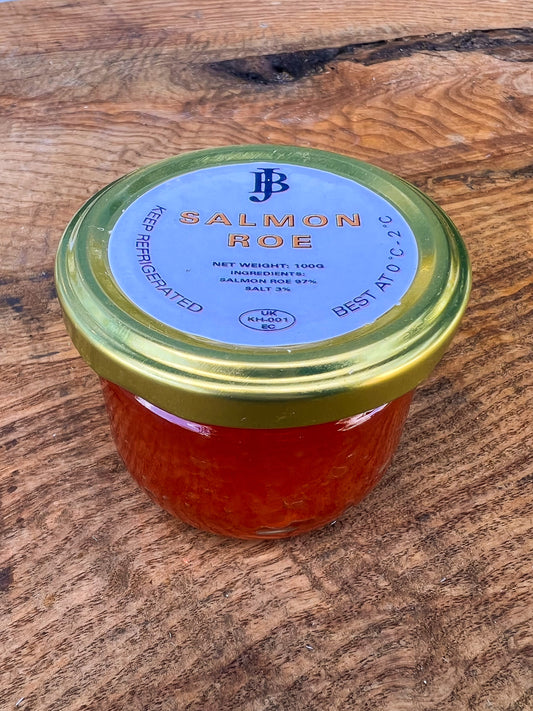 JB
SALMON
ROE
NET WEIGHT: 100G
INGREDIENTS:
SALMON ROE 97%
SALT 3%
KEEP REFRIGERATED
BEST AT 0°C-2°C
UK
KH-001
EC